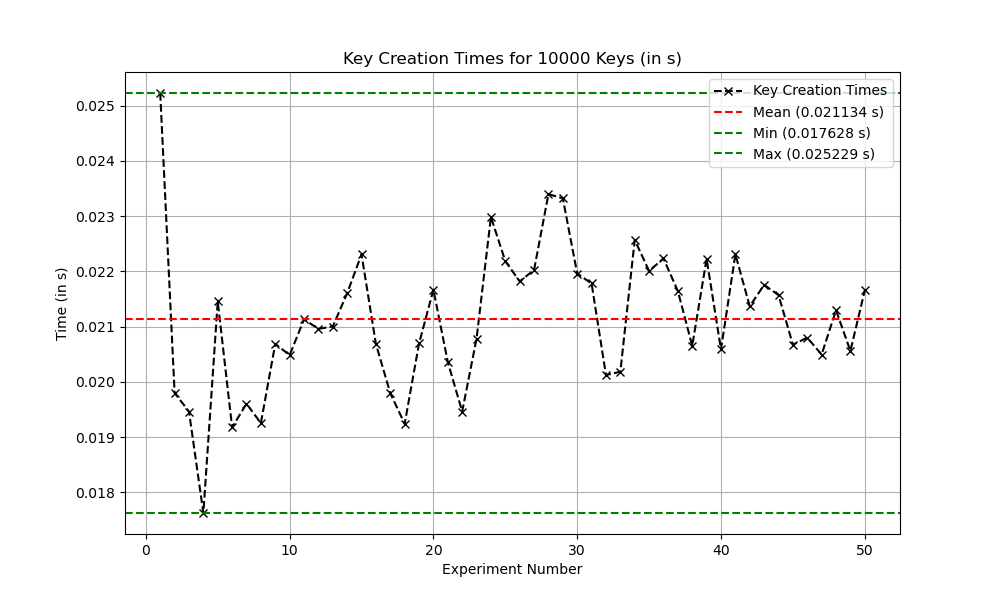 Key Creation Times for 10000 Keys (in s)
Key Creation Times
Mean (0.021134 s)
Min (0.017628 s)
Max (0.025229 s)
Time (in s)
0.025
0.024
0.023
0.022
0.021
0.020
0.019
0.018
0 10 20 30 40 50
Experiment Number